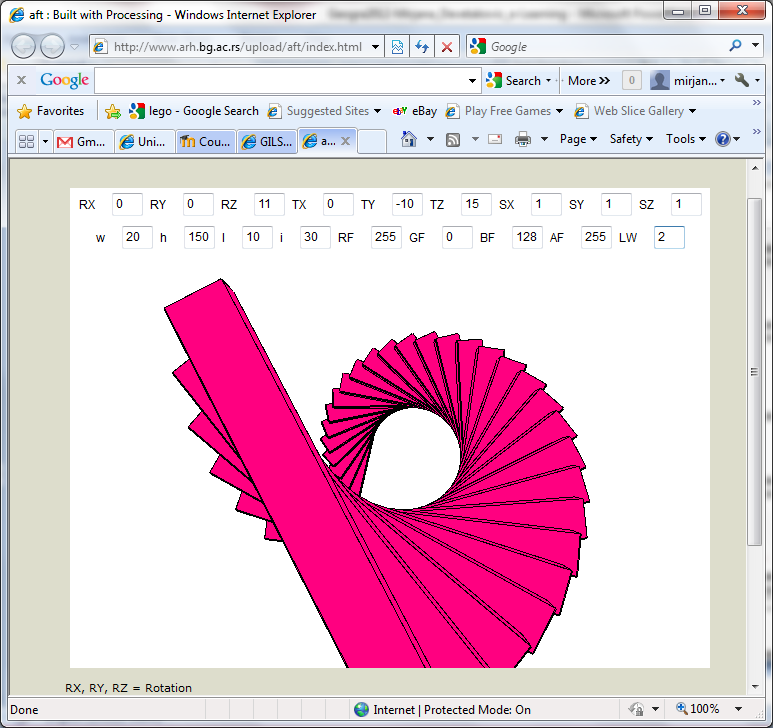 aft : Built with Processing - Windows Internet Explorer
http://www.arh.bg.ac.rs/upload/aft/index.html Google
Google Search More >> 0 mirjan...
Favorites lego - Google Search Suggested Sites eBay Play Free Games Web Slice Gallery
Gm... Uni... Cou... GILS... a... Page Safety Tools
RX 0 RY 0 RZ 11 TX 0 TY -10 TZ 15 SX 1 SY 1 SZ 1
w 20 h 150 l 10 i 30 RF 255 GF 0 BF 128 AF 255 LW 2
RX, RY, RZ = Rotation
Done Internet | Protected Mode: On 100%